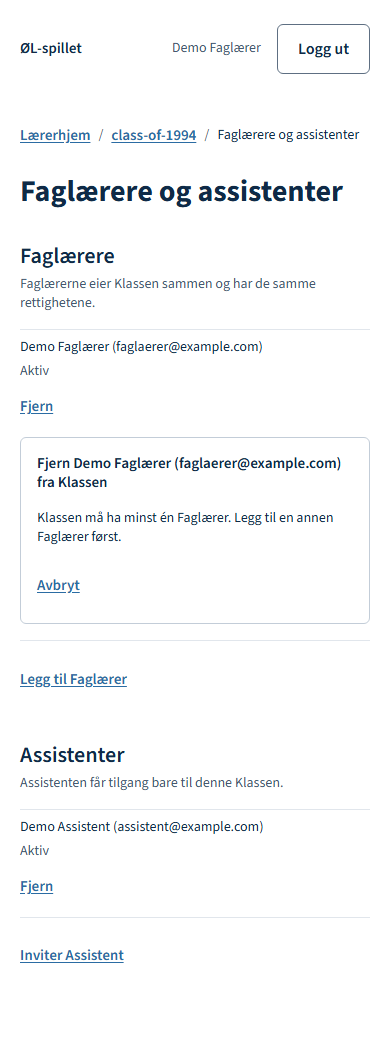 ØL-spillet
Demo Faglærer
Logg ut
Lærerhjem / class-of-1994 / Faglærere og assistenter
Faglærere og assistenter
Faglærere
Faglærerne eier Klassen sammen og har de samme
rettighetene.
Demo Faglærer (faglaerer@example.com)
Aktiv
Fjern
Fjern Demo Faglærer (faglaerer@example.com)
fra Klassen
Klassen må ha minst én Faglærer. Legg til en annen
Faglærer først.
Avbryt
Legg til Faglærer
Assistenter
Assistenten får tilgang bare til denne Klassen.
Demo Assistent (assistent@example.com)
Aktiv
Fjern
Inviter Assistent